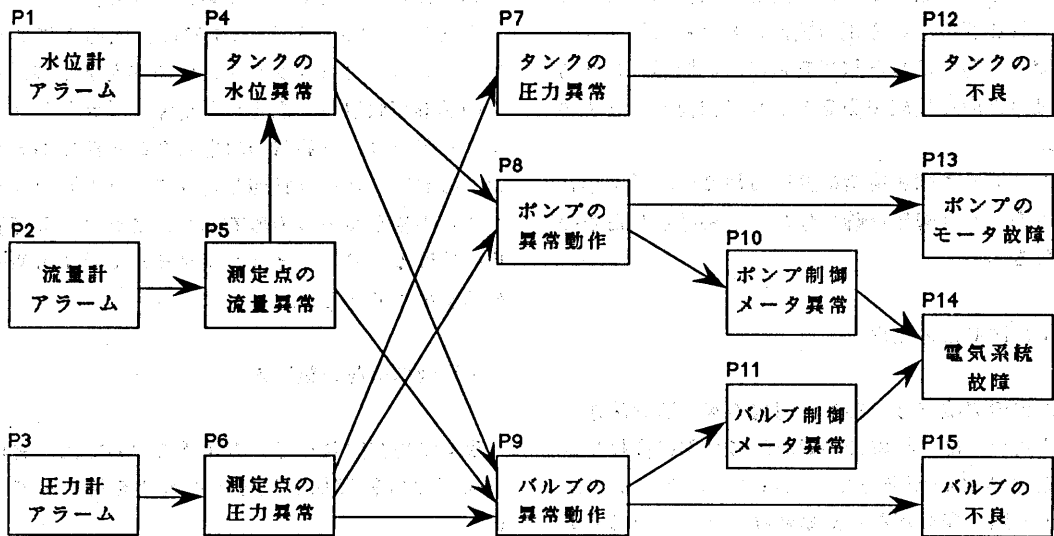 P1
水位計
アラーム
P4
タンクの
水位異常
P7
タンクの
圧力異常
P12
タンクの
不良
P8
ポンプの
異常動作
P13
ポンプの
モータ故障
P2
流量計
アラーム
P5
測定点の
流量異常
P10
ポンプ制御
メータ異常
P14
電気系統
故障
P11
バルブ制御
メータ異常
P3
圧力計
アラーム
P6
測定点の
圧力異常
P9
バルブの
異常動作
P15
バルブの
不良